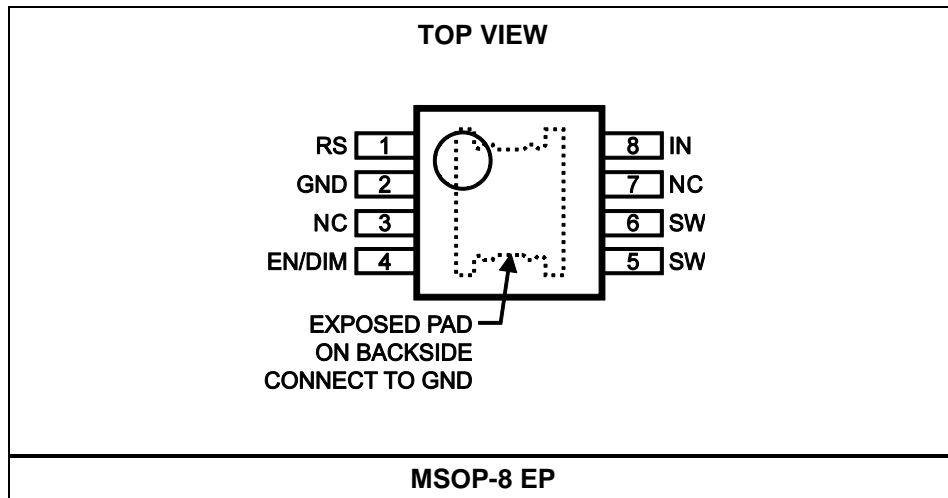 TOP VIEW
RS 1
GND 2
NC 3
EN/DIM 4
8 IN
7 NC
6 SW
5 SW
EXPOSED PAD
ON BACKSIDE
CONNECT TO GND
MSOP-8 EP